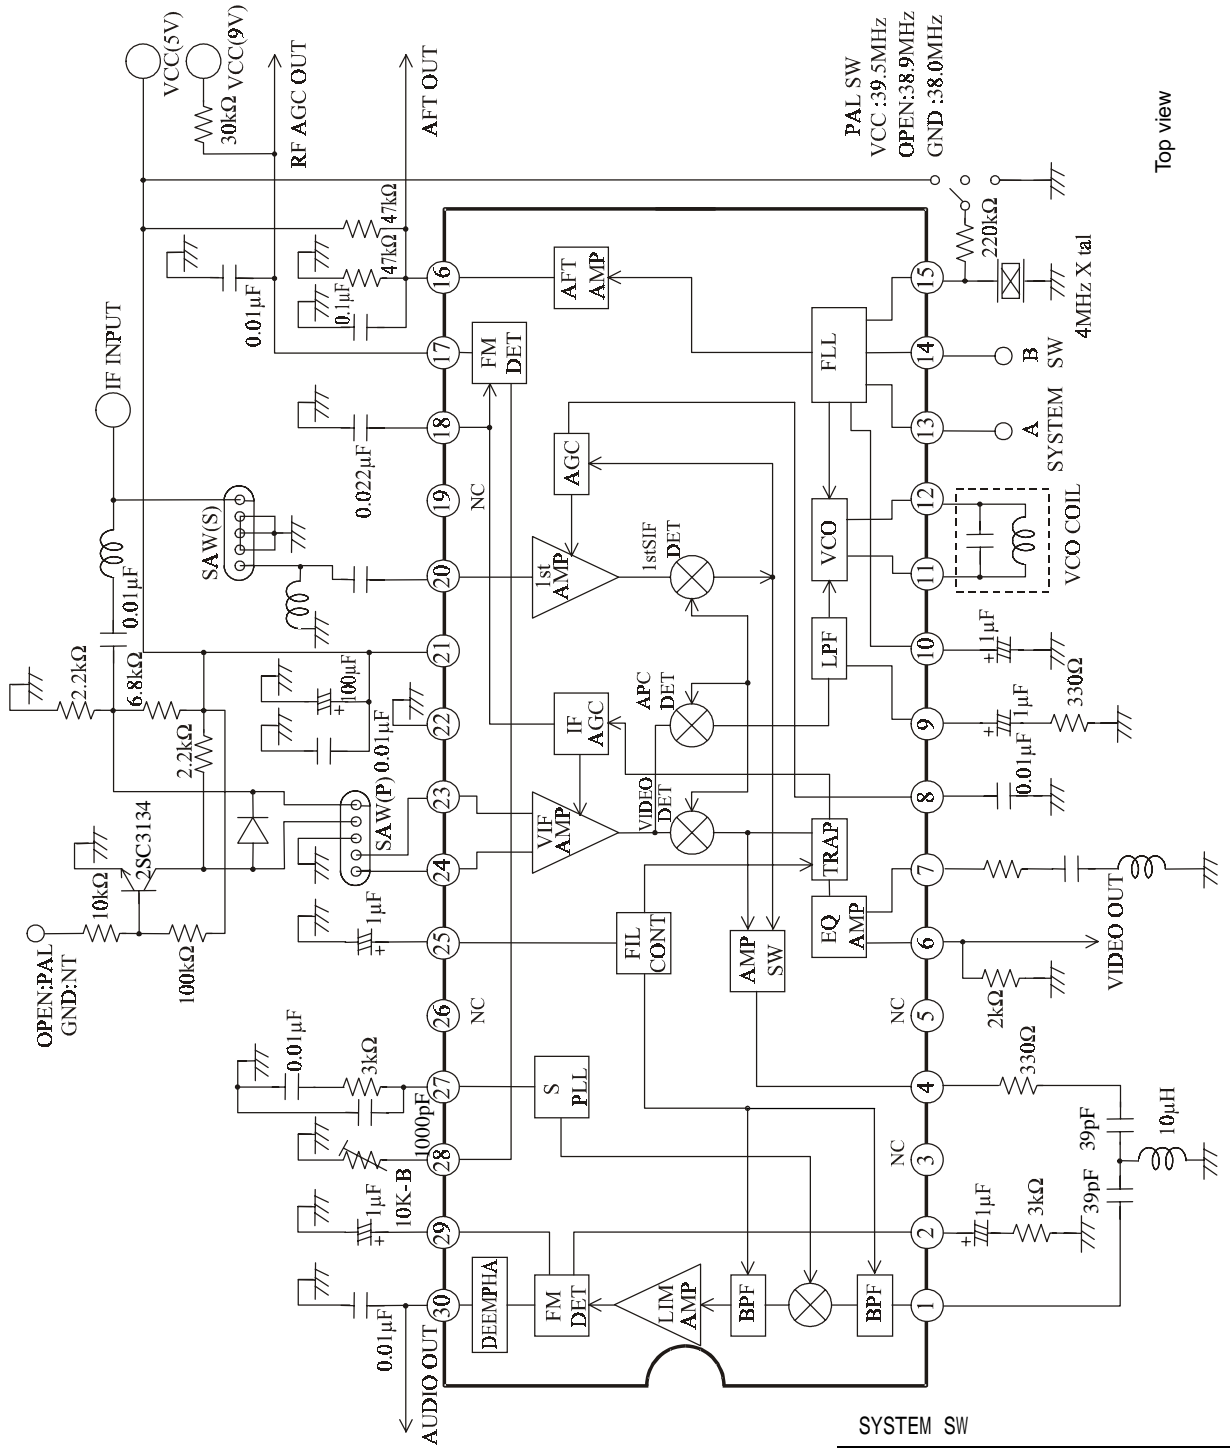 OPEN:PAL
GND:NT
10kΩ
100kΩ
2SC3134
2.2kΩ
2.2kΩ
6.8kΩ
0.01μF
IF INPUT
VCC(5V)
VCC(9V)
30kΩ
RF AGC OUT
AFT OUT
SAW(S)
SAW(P)
0.01μF
47kΩ
47kΩ
0.1μF
0.022μF
100μF
0.01μF
1μF
0.01μF
3kΩ
1000pF
10K-B
1μF
0.01μF
AUDIO OUT
30
29
28
27
26
25
24
23
22
21
20
19
18
17
16
NC
NC
DEEMPHA
FM
DET
S
PLL
FIL
CONT
VIF
AMP
IF
AGC
1st
AMP
AGC
FM
DET
AFT
AMP
LIM
AMP
BPF
BPF
AMP
SW
EQ
AMP
TRAP
VIDEO
DET
APC
DET
1stSIF
DET
LPF
VCO
FLL
NC
NC
1
2
3
4
5
6
7
8
9
10
11
12
13
14
15
1μF
3kΩ
39pF
39pF
10μH
330Ω
2kΩ
VIDEO OUT
0.01μF
1μF
330Ω
1μF
VCO COIL
A
B
SYSTEM
SW
4MHz X tal
220kΩ
PAL SW
VCC :39.5MHz
OPEN:38.9MHz
GND :38.0MHz
Top view
SYSTEM SW